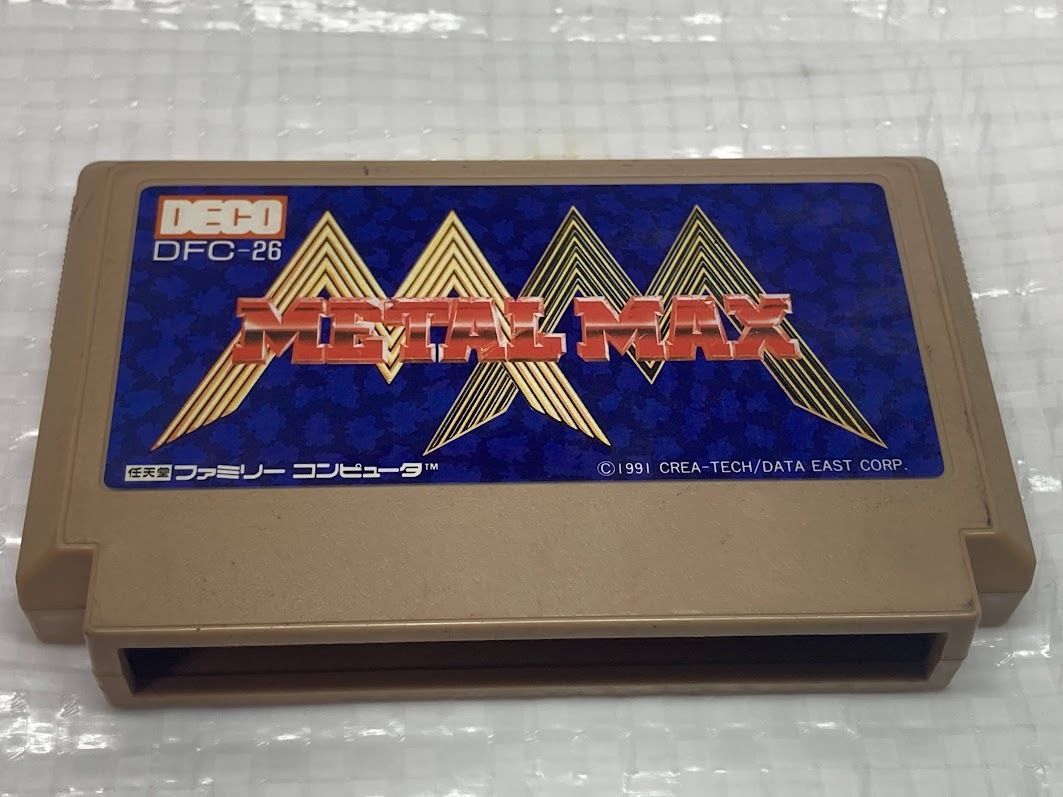 DECO
DFC-26
METAL MAX
任天堂 ファミリー コンピュータ™
©1991 CREA-TECH/DATA EAST CORP.